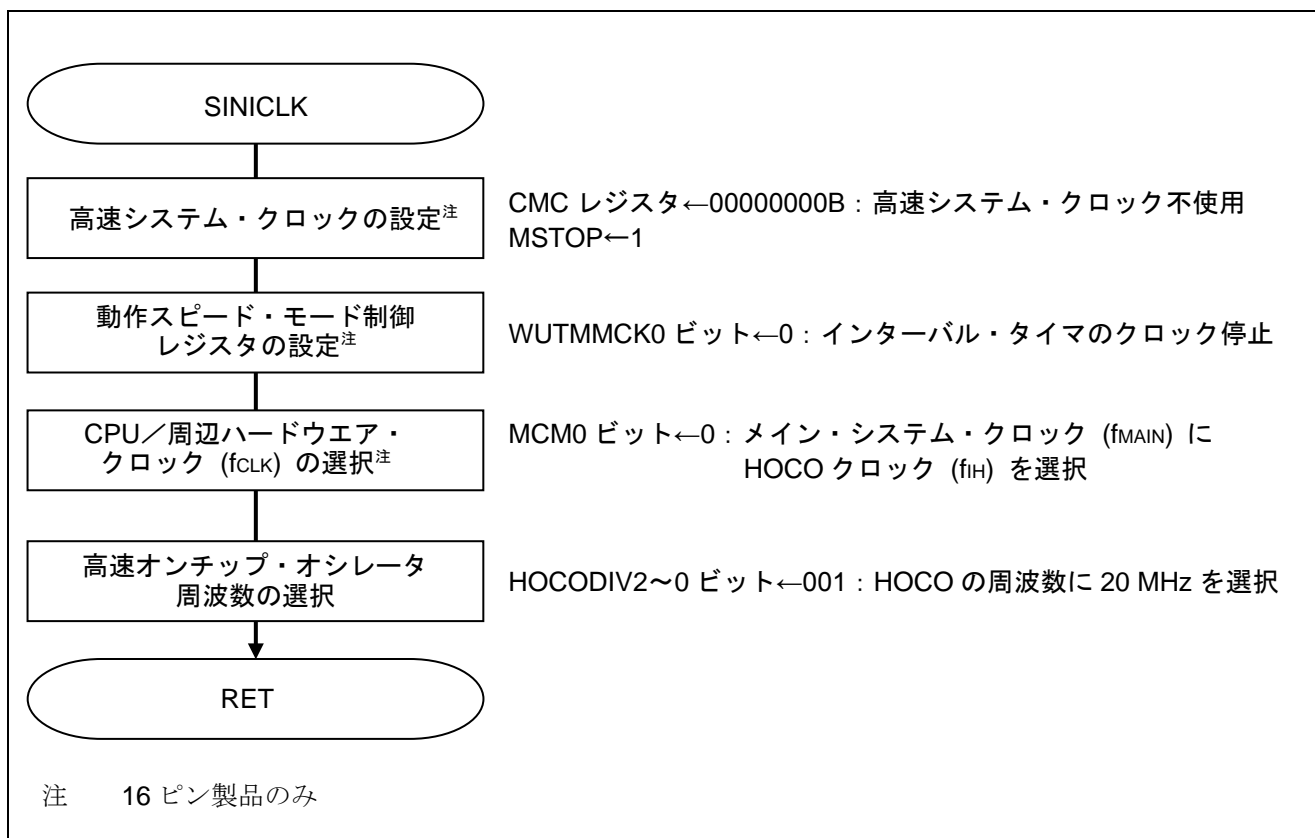 SINICLK
高速システム・クロックの設定注
CMC レジスタ←00000000B：高速システム・クロック不使用
MSTOP←1
動作スピード・モード制御
レジスタの設定注
WUTMMCK0 ビット←0：インターバル・タイマのクロック停止
CPU／周辺ハードウエア・
クロック (fCLK) の選択注
MCM0 ビット←0：メイン・システム・クロック (fMAIN) に
HOCO クロック (fIH) を選択
高速オンチップ・オシレータ
周波数の選択
HOCODIV2～0 ビット←001：HOCO の周波数に 20 MHz を選択
RET
注 16 ピン製品のみ